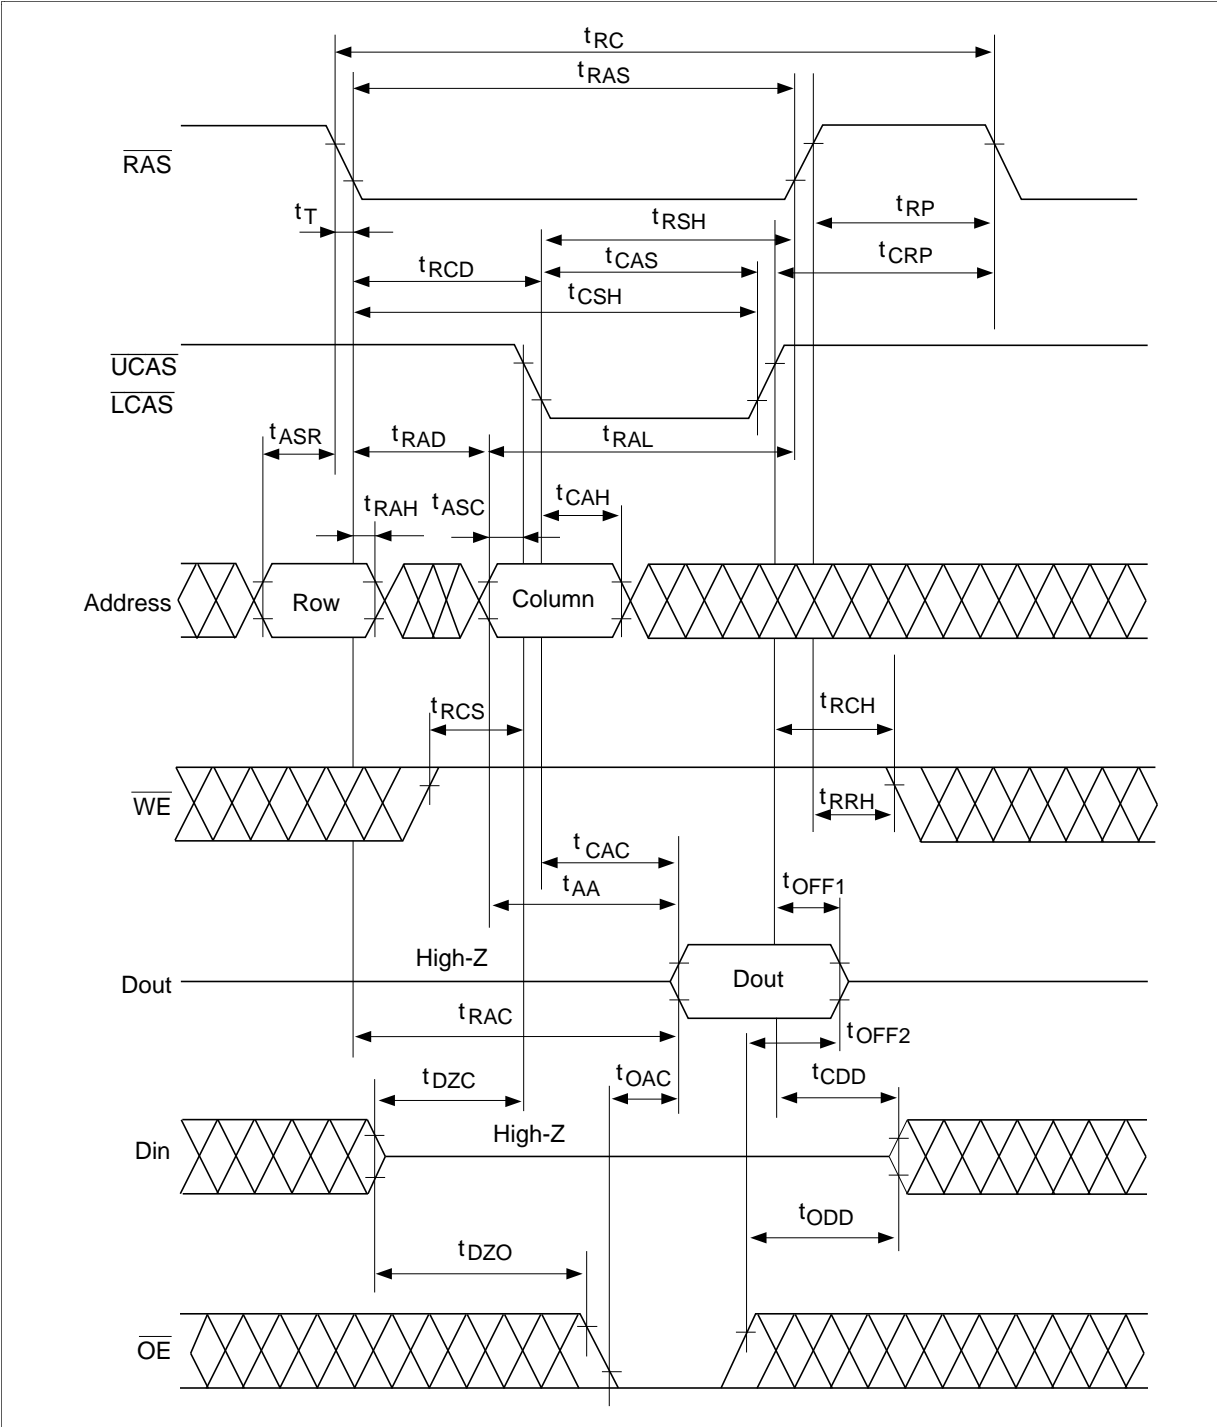 tRC
tRAS
RAS
tT
tRP
tRSH
tCRP
tRCD
tCAS
tCSH
UCAS
LCAS
tASR
tRAD
tRAL
tRAH
tASC
tCAH
Address
Row
Column
tRCS
tRCH
WE
tRRH
tCAC
tAA
tOFF1
High-Z
Dout
Dout
tRAC
tOFF2
tDZC
tOAC
tCDD
Din
High-Z
tODD
tDZO
OE